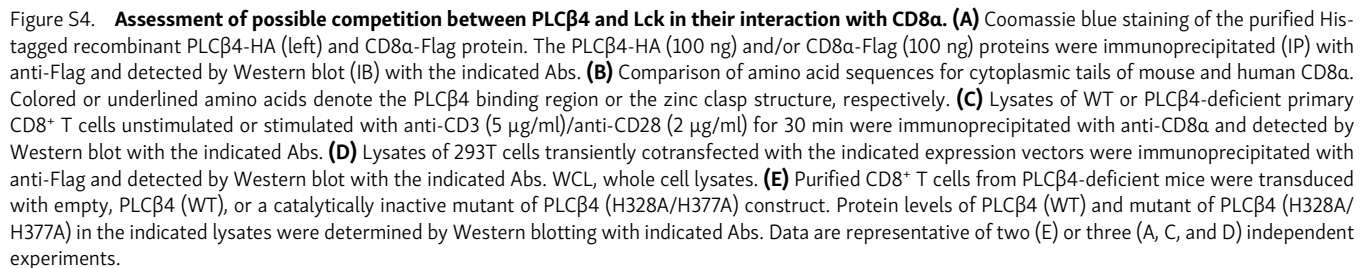 Figure S4. Assessment of possible competition between PLCβ4 and Lck in their interaction with CD8α. (A) Coomassie blue staining of the purified His-
tagged recombinant PLCβ4-HA (left) and CD8α-Flag protein. The PLCβ4-HA (100 ng) and/or CD8α-Flag (100 ng) proteins were immunoprecipitated (IP) with
anti-Flag and detected by Western blot (IB) with the indicated Abs. (B) Comparison of amino acid sequences for cytoplasmic tails of mouse and human CD8α.
Colored or underlined amino acids denote the PLCβ4 binding region or the zinc clasp structure, respectively. (C) Lysates of WT or PLCβ4-deficient primary
CD8⁺ T cells unstimulated or stimulated with anti-CD3 (5 μg/ml)/anti-CD28 (2 μg/ml) for 30 min were immunoprecipitated with anti-CD8α and detected by
Western blot with the indicated Abs. (D) Lysates of 293T cells transiently cotransfected with the indicated expression vectors were immunoprecipitated with
anti-Flag and detected by Western blot with the indicated Abs. WCL, whole cell lysates. (E) Purified CD8⁺ T cells from PLCβ4-deficient mice were transduced
with empty, PLCβ4 (WT), or a catalytically inactive mutant of PLCβ4 (H328A/H377A) construct. Protein levels of PLCβ4 (WT) and mutant of PLCβ4 (H328A/
H377A) in the indicated lysates were determined by Western blotting with indicated Abs. Data are representative of two (E) or three (A, C, and D) independent
experiments.